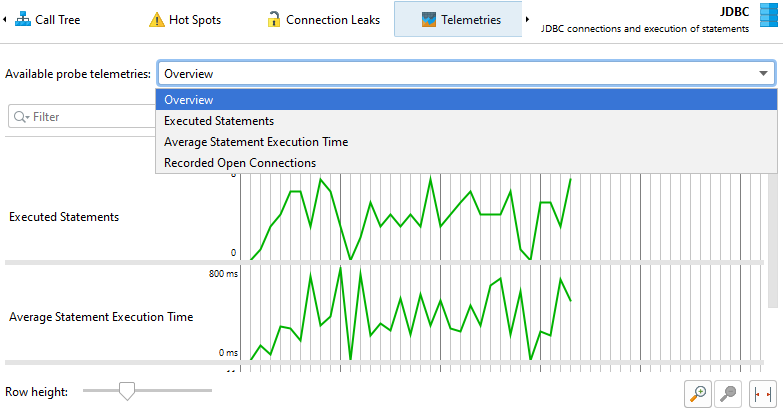 Call Tree
Hot Spots
Connection Leaks
Telemetries
JDBC
JDBC connections and execution of statements
Available probe telemetries:
Overview
Overview
Executed Statements
Average Statement Execution Time
Recorded Open Connections
Filter
Executed Statements
0
800 ms
Average Statement Execution Time
0 ms
Row height: